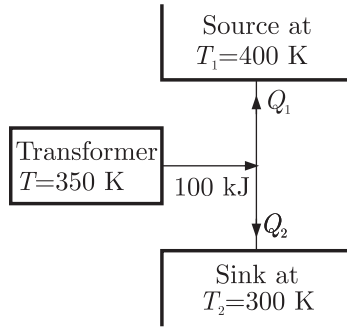 Source at
T₁=400 K
Q₁
Transformer
T=350 K
100 kJ
Q₂
Sink at
T₂=300 K